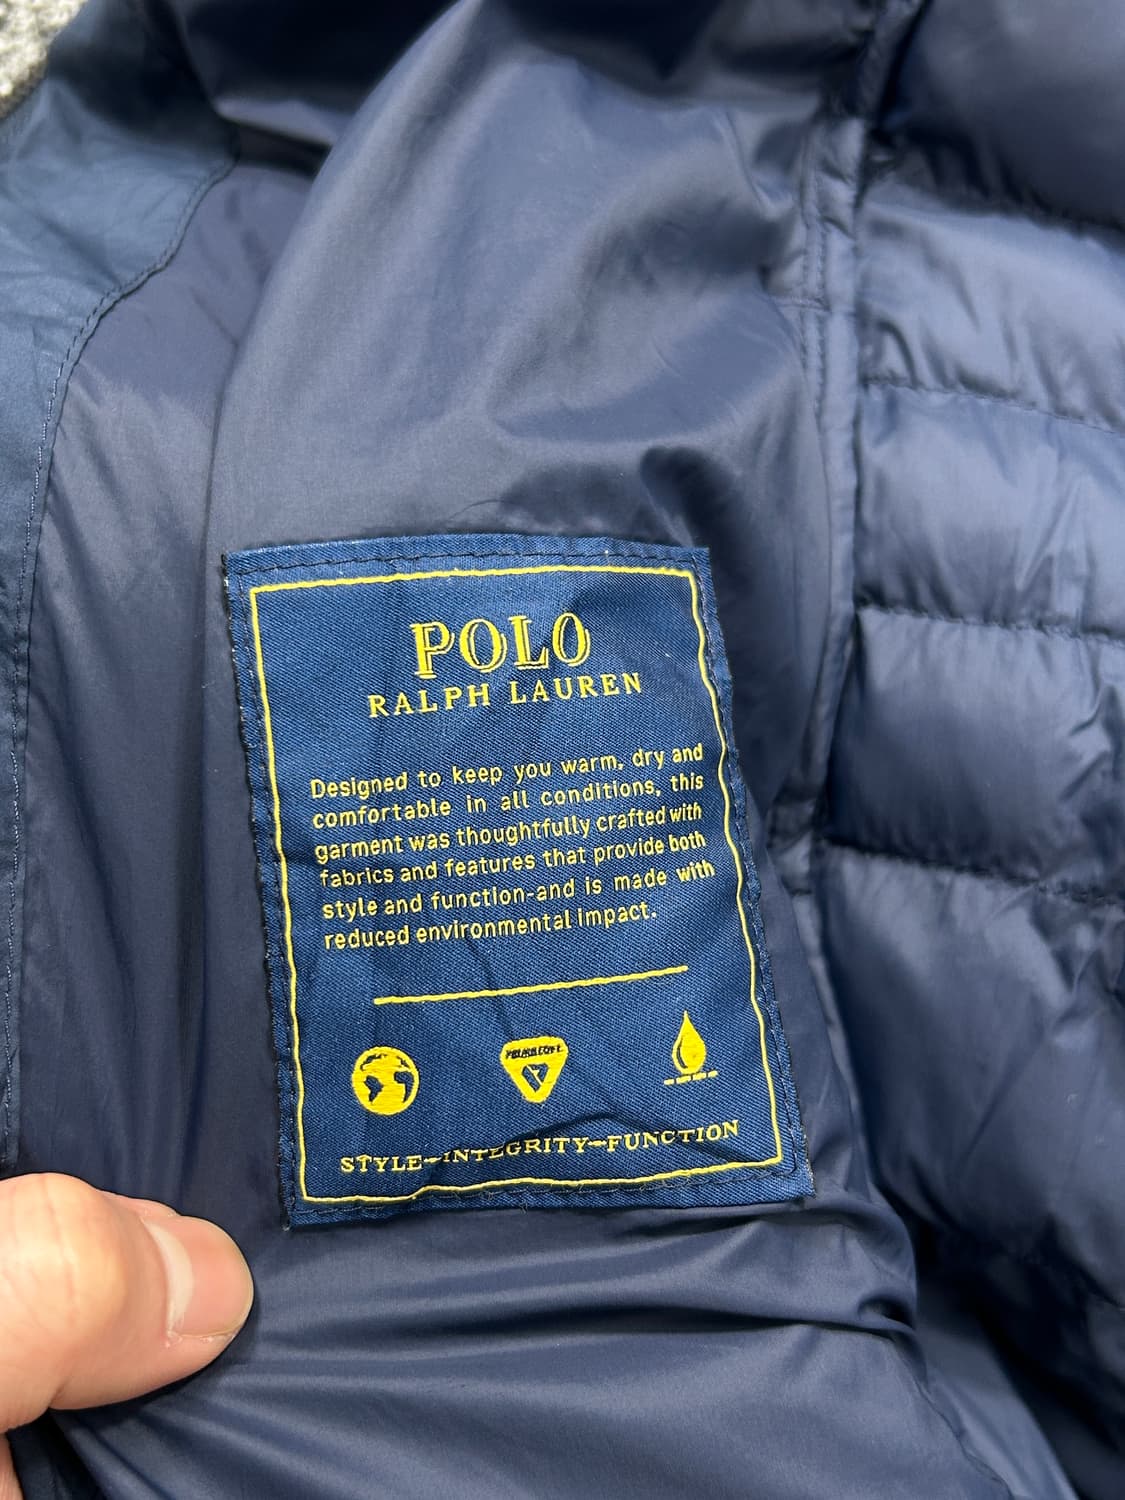 POLO
RALPH LAUREN
Designed to keep you warm, dry and
comfortable in all conditions, this
garment was thoughtfully crafted with
fabrics and features that provide both
style and function-and is made with
reduced environmental impact.
PRIMALOFT
STYLE–INTEGRITY–FUNCTION